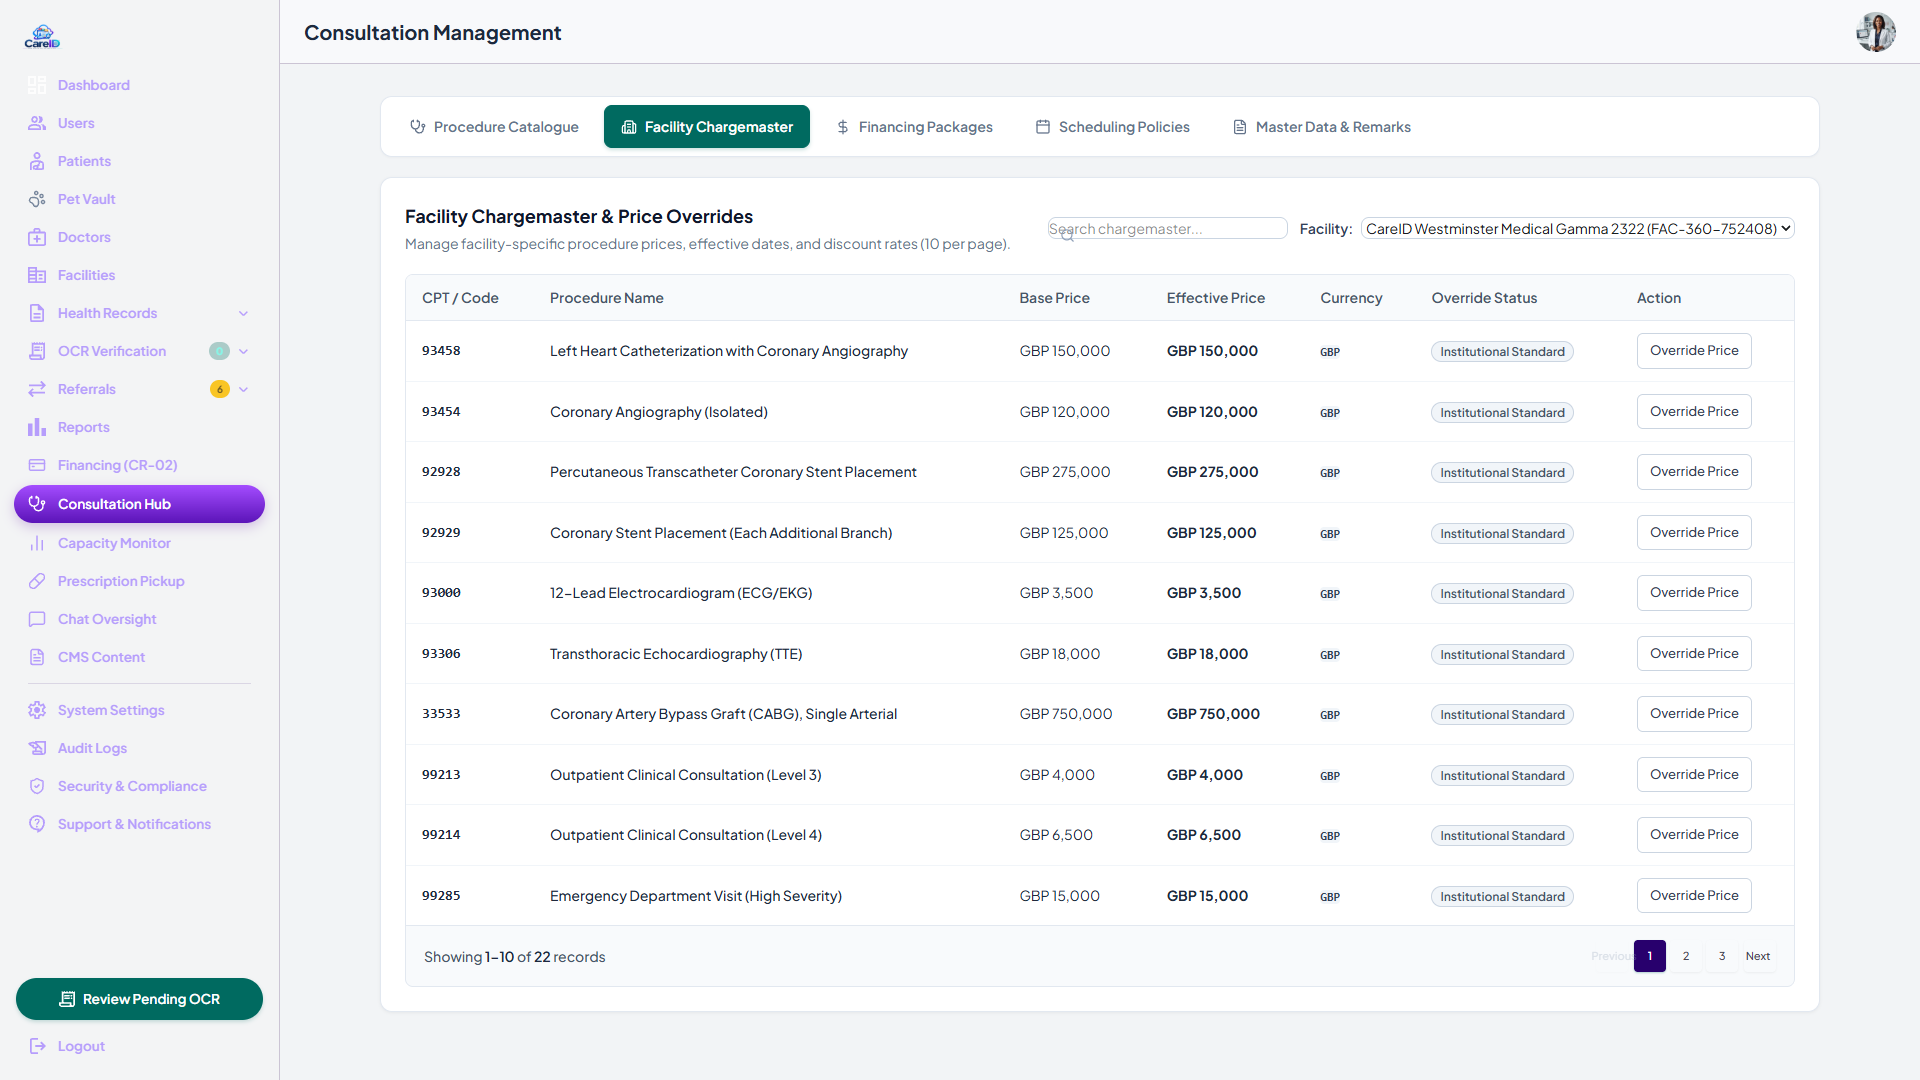 CareID
Dashboard
Users
Patients
Pet Vault
Doctors
Facilities
Health Records
OCR Verification 0
Referrals 6
Reports
Financing (CR-02)
Consultation Hub
Capacity Monitor
Prescription Pickup
Chat Oversight
CMS Content
System Settings
Audit Logs
Security & Compliance
Support & Notifications
Review Pending OCR
Logout
Consultation Management
Procedure Catalogue Facility Chargemaster Financing Packages Scheduling Policies Master Data & Remarks
Facility Chargemaster & Price Overrides
Manage facility-specific procedure prices, effective dates, and discount rates (10 per page).
Search chargemaster... Facility: CareID Westminster Medical Gamma 2322 (FAC-360-752408)
CPT / Code Procedure Name Base Price Effective Price Currency Override Status Action
93458 Left Heart Catheterization with Coronary Angiography GBP 150,000 GBP 150,000 GBP Institutional Standard Override Price
93454 Coronary Angiography (Isolated) GBP 120,000 GBP 120,000 GBP Institutional Standard Override Price
92928 Percutaneous Transcatheter Coronary Stent Placement GBP 275,000 GBP 275,000 GBP Institutional Standard Override Price
92929 Coronary Stent Placement (Each Additional Branch) GBP 125,000 GBP 125,000 GBP Institutional Standard Override Price
93000 12-Lead Electrocardiogram (ECG/EKG) GBP 3,500 GBP 3,500 GBP Institutional Standard Override Price
93306 Transthoracic Echocardiography (TTE) GBP 18,000 GBP 18,000 GBP Institutional Standard Override Price
33533 Coronary Artery Bypass Graft (CABG), Single Arterial GBP 750,000 GBP 750,000 GBP Institutional Standard Override Price
99213 Outpatient Clinical Consultation (Level 3) GBP 4,000 GBP 4,000 GBP Institutional Standard Override Price
99214 Outpatient Clinical Consultation (Level 4) GBP 6,500 GBP 6,500 GBP Institutional Standard Override Price
99285 Emergency Department Visit (High Severity) GBP 15,000 GBP 15,000 GBP Institutional Standard Override Price
Showing 1-10 of 22 records Previous 1 2 3 Next